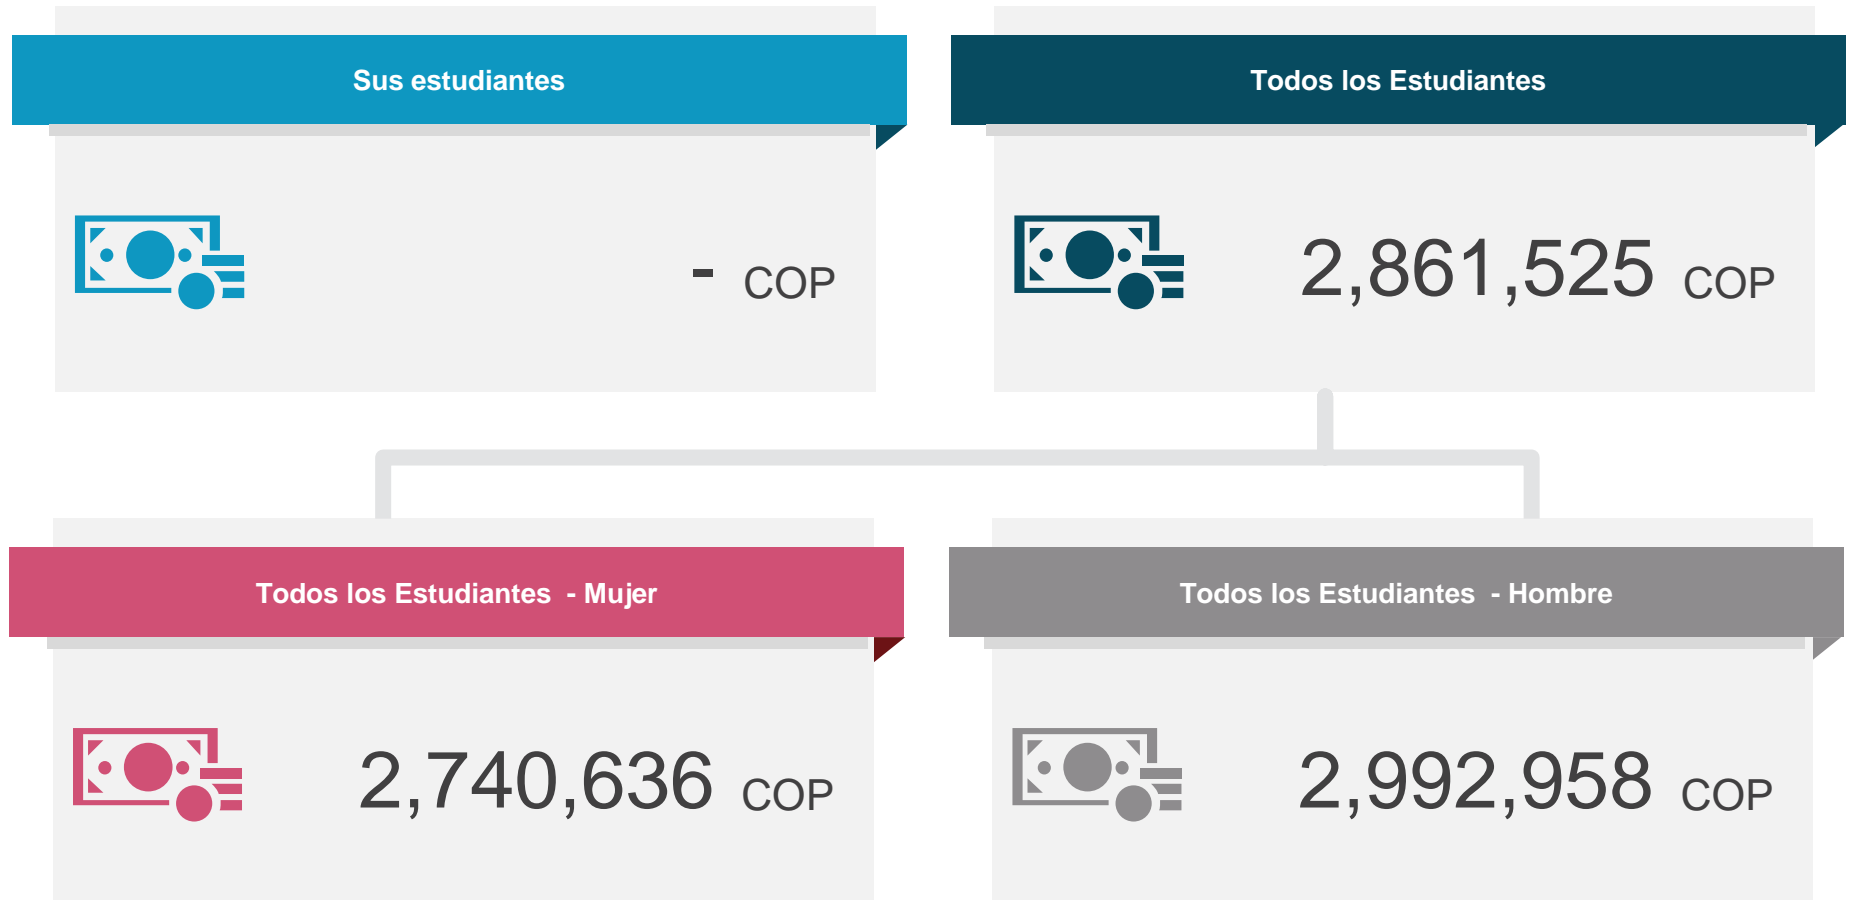 Sus estudiantes
- COP
Todos los Estudiantes
2,861,525 COP
Todos los Estudiantes - Mujer
2,740,636 COP
Todos los Estudiantes - Hombre
2,992,958 COP